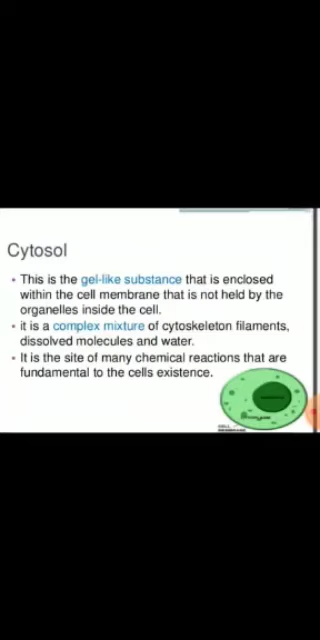 Cytosol
• This is the gel-like substance that is enclosed
within the cell membrane that is not held by the
organelles inside the cell.
• it is a complex mixture of cytoskeleton filaments,
dissolved molecules and water.
• It is the site of many chemical reactions that are
fundamental to the cells existence.
CELL
MEMBRANE